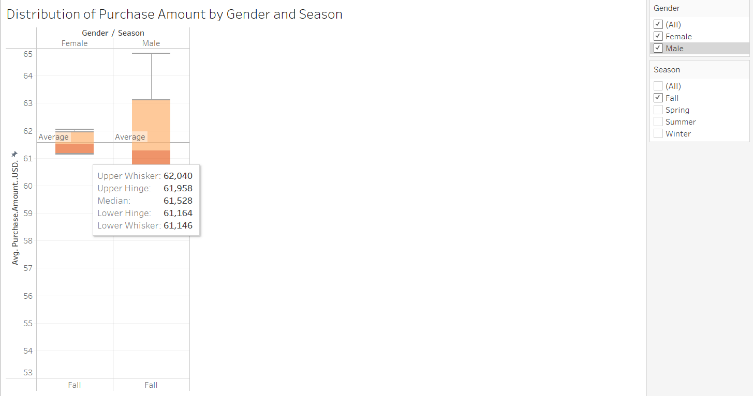 Distribution of Purchase Amount by Gender and Season
Gender / Season
Female Male
65
64
63
62
61
60
59
58
57
56
55
54
53
Avg. Purchase.Amount..USD.
Average Average
Upper Whisker: 62,040
Upper Hinge: 61,958
Median: 61,528
Lower Hinge: 61,164
Lower Whisker: 61,146
Fall Fall
Gender
(All)
Female
Male
Season
(All)
Fall
Spring
Summer
Winter